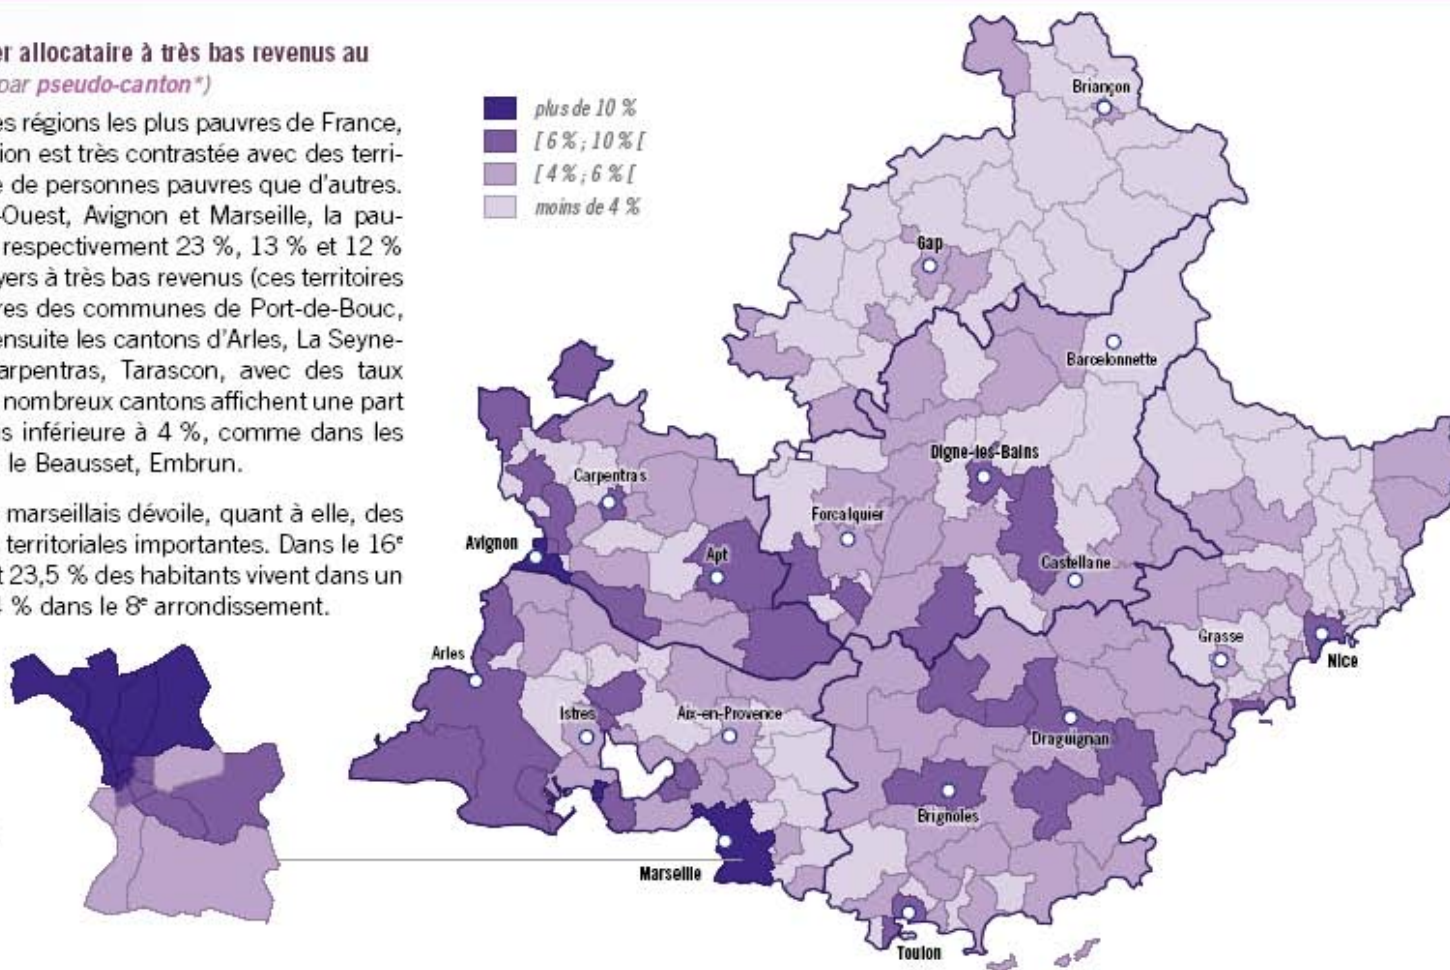 er allocataire à très bas revenus au
par pseudo-canton*)
es régions les plus pauvres de France,
ion est très contrastée avec des terri-
e de personnes pauvres que d'autres.
-Ouest, Avignon et Marseille, la pau-
respectivement 23 %, 13 % et 12 %
yers à très bas revenus (ces territoires
res des communes de Port-de-Bouc,
ensuite les cantons d'Arles, La Seyne-
arpentras, Tarascon, avec des taux
nombreux cantons affichent une part
s inférieure à 4 %, comme dans les
le Beausset, Embrun.
marseillais dévoile, quant à elle, des
territoriales importantes. Dans le 16e
t 23,5 % des habitants vivent dans un
4 % dans le 8e arrondissement.
plus de 10 %
[ 6 % ; 10 % [
[ 4 % ; 6 % [
moins de 4 %
Briançon
Gap
Barcelonnette
Digne-les-Bains
Carpentras
Forcalquier
Avignon
Apt
Castellane
Grasse
Nice
Arles
Istres
Aix-en-Provence
Draguignan
Brignoles
Marseille
Toulon